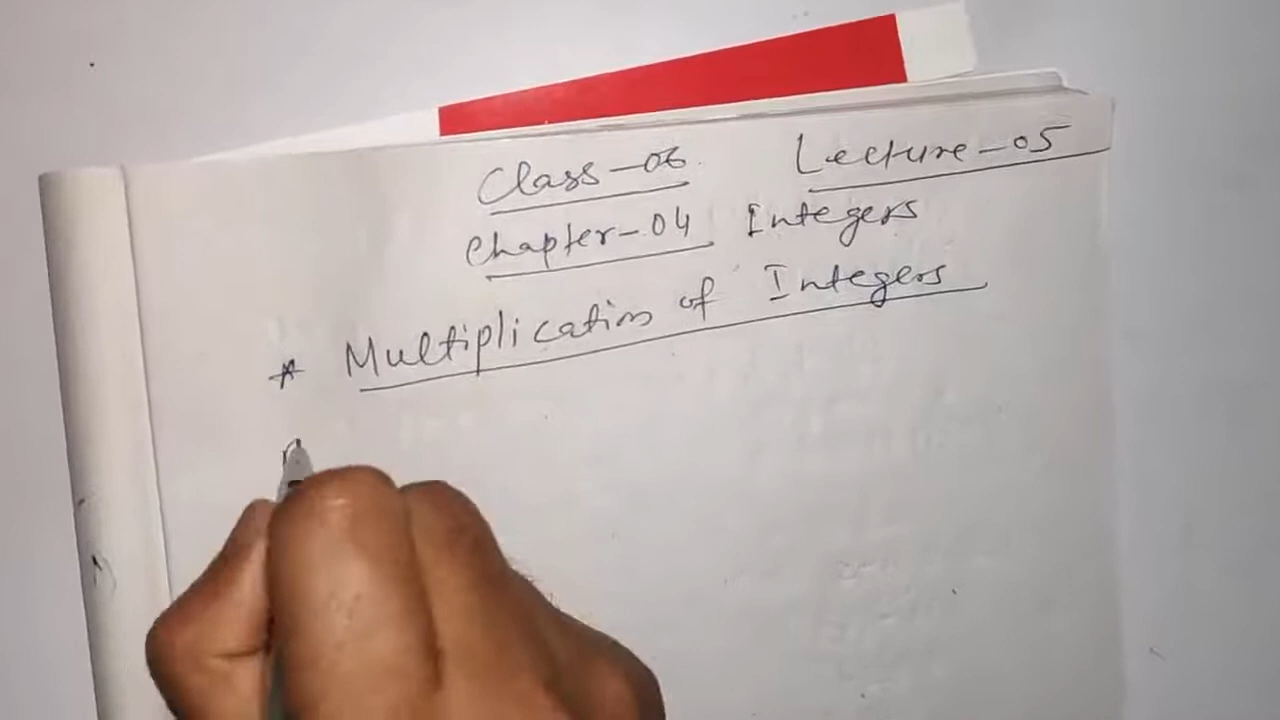 Class-06 Lecture-05
Chapter-04 Integers
* Multiplication of Integers